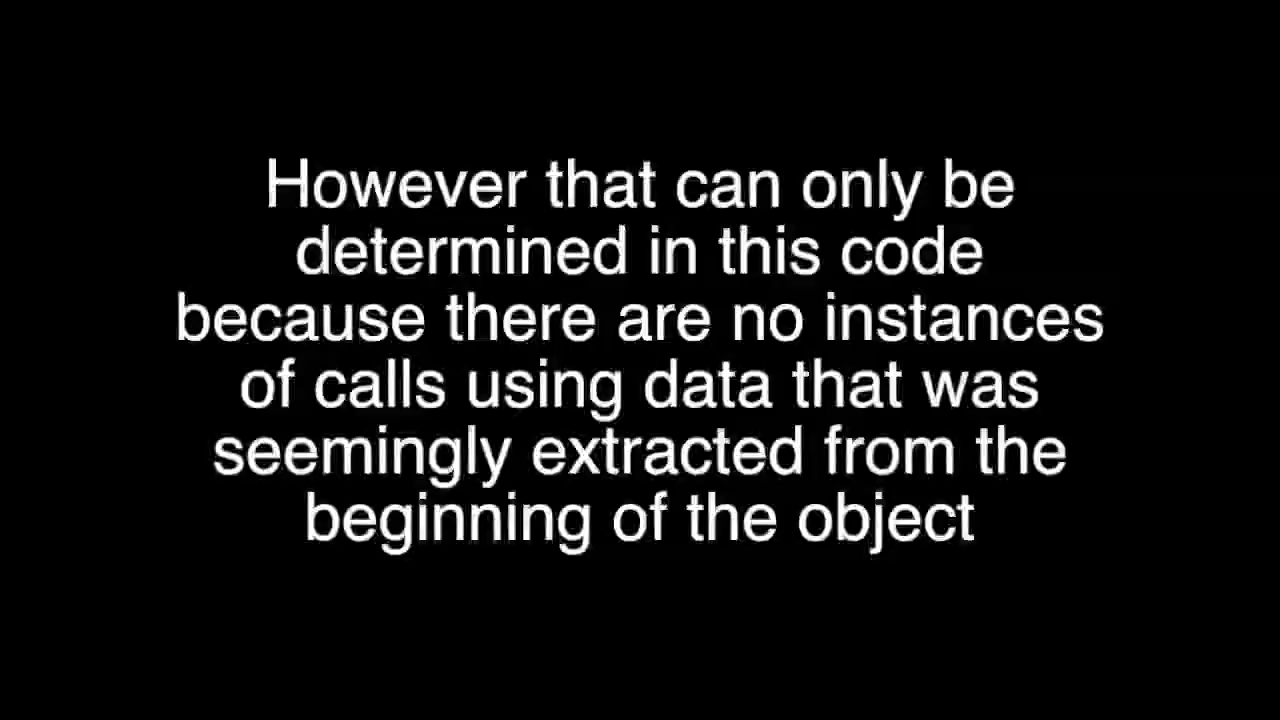 However that can only be
determined in this code
because there are no instances
of calls using data that was
seemingly extracted from the
beginning of the object